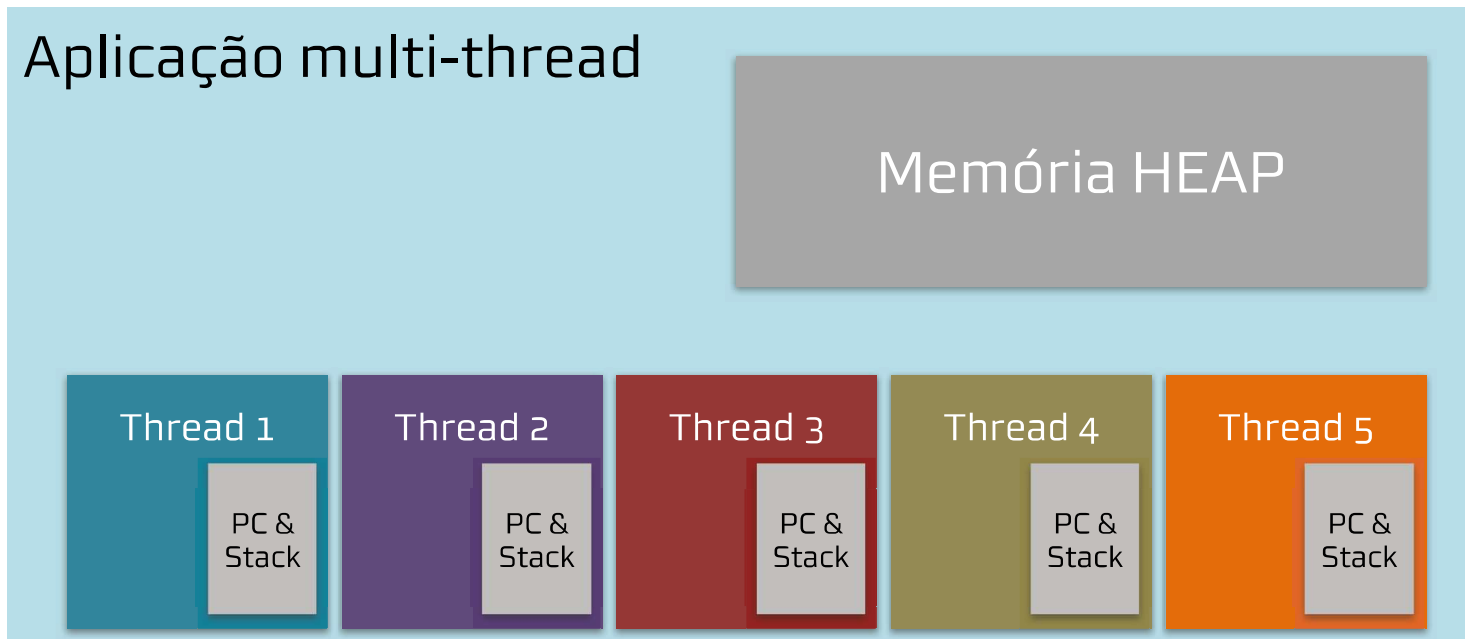 Aplicação multi-thread
Memória HEAP
Thread 1
PC &
Stack
Thread 2
PC &
Stack
Thread 3
PC &
Stack
Thread 4
PC &
Stack
Thread 5
PC &
Stack